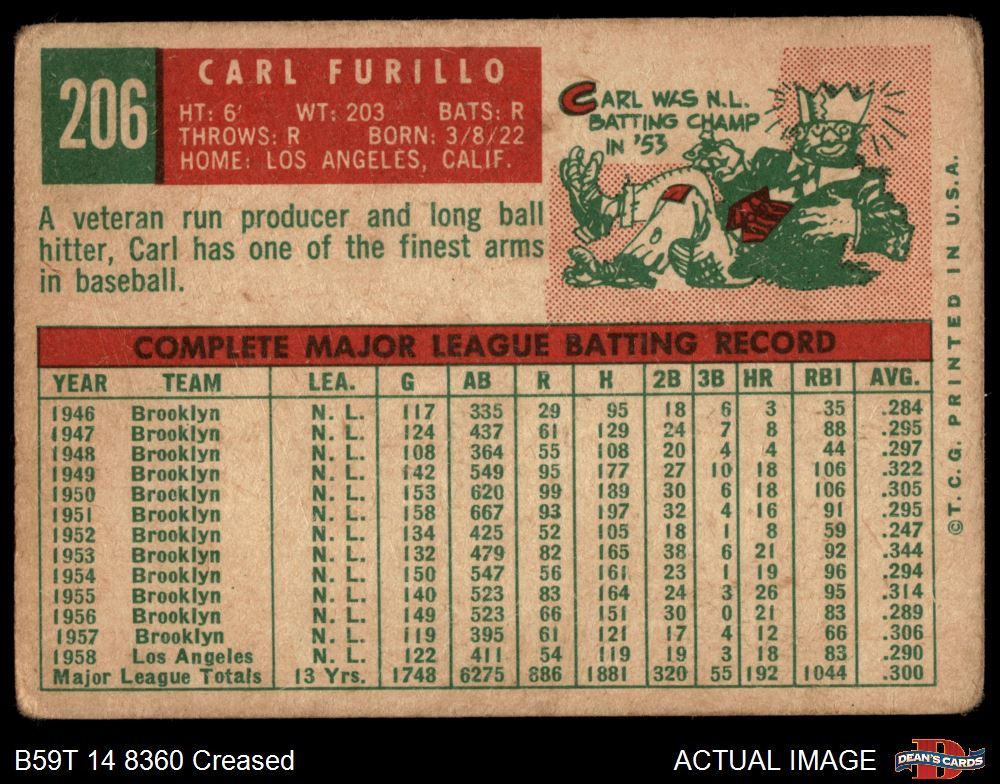 206
CARL FURILLO
HT: 6' WT: 203 BATS: R
THROWS: R BORN: 3/8/22
HOME: LOS ANGELES, CALIF.
CARL WAS N.L.
BATTING CHAMP
IN '53
A veteran run producer and long ball
hitter, Carl has one of the finest arms
in baseball.
COMPLETE MAJOR LEAGUE BATTING RECORD
YEAR TEAM LEA. G AB R H 2B 3B HR RBI AVG.
1946 Brooklyn N. L. 117 335 29 95 18 6 3 35 .284
1947 Brooklyn N. L. 124 437 61 129 24 7 8 88 .295
1948 Brooklyn N. L. 108 364 55 108 20 4 4 44 .297
1949 Brooklyn N. L. 142 549 95 177 27 10 18 106 .322
1950 Brooklyn N. L. 153 620 99 189 30 6 18 106 .305
1951 Brooklyn N. L. 158 667 93 197 32 4 16 91 .295
1952 Brooklyn N. L. 134 425 52 105 18 1 8 59 .247
1953 Brooklyn N. L. 132 479 82 165 38 6 21 92 .344
1954 Brooklyn N. L. 150 547 56 161 23 1 19 96 .294
1955 Brooklyn N. L. 140 523 83 164 24 3 26 95 .314
1956 Brooklyn N. L. 149 523 66 151 30 0 21 83 .289
1957 Brooklyn N. L. 119 395 61 121 17 4 12 66 .306
1958 Los Angeles N. L. 122 411 54 119 19 3 18 83 .290
Major League Totals 13 Yrs. 1748 6275 886 1881 320 55 192 1044 .300
©T.C.G. PRINTED IN U.S.A.
B59T 14 8360 Creased
ACTUAL IMAGE
DEAN'S CARDS